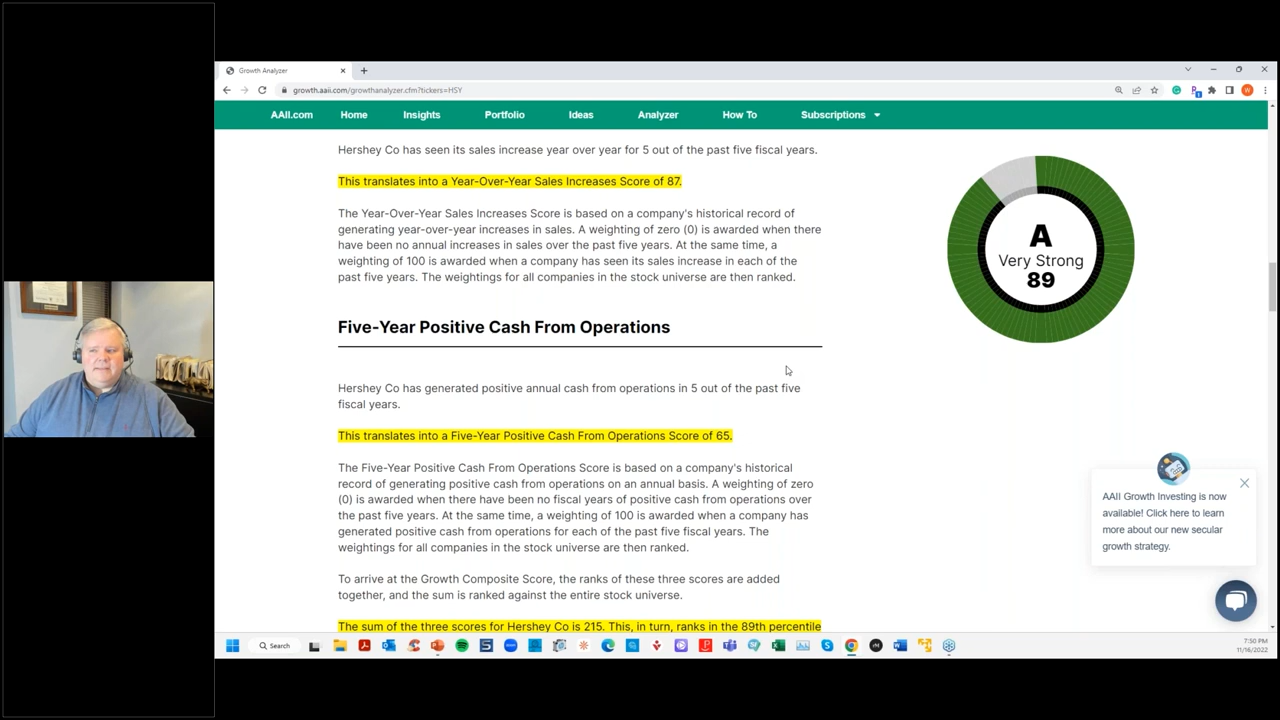 Growth Analyzer
growth.aaii.com/growthanalyzer.cfm?tickers=HSY
AAII.com Home Insights Portfolio Ideas Analyzer How To Subscriptions
Hershey Co has seen its sales increase year over year for 5 out of the past five fiscal years.
This translates into a Year-Over-Year Sales Increases Score of 87.
The Year-Over-Year Sales Increases Score is based on a company's historical record of
generating year-over-year increases in sales. A weighting of zero (0) is awarded when there
have been no annual increases in sales over the past five years. At the same time, a
weighting of 100 is awarded when a company has seen its sales increase in each of the
past five years. The weightings for all companies in the stock universe are then ranked.
A
Very Strong
89
Five-Year Positive Cash From Operations
Hershey Co has generated positive annual cash from operations in 5 out of the past five
fiscal years.
This translates into a Five-Year Positive Cash From Operations Score of 65.
The Five-Year Positive Cash From Operations Score is based on a company's historical
record of generating positive cash from operations on an annual basis. A weighting of zero
(0) is awarded when there have been no fiscal years of positive cash from operations over
the past five years. At the same time, a weighting of 100 is awarded when a company has
generated positive cash from operations for each of the past five fiscal years. The
weightings for all companies in the stock universe are then ranked.
To arrive at the Growth Composite Score, the ranks of these three scores are added
together, and the sum is ranked against the entire stock universe.
The sum of the three scores for Hershey Co is 215. This, in turn, ranks in the 89th percentile
AAII Growth Investing is now
available! Click here to learn
more about our new secular
growth strategy.
Search
7:50 PM
11/16/2022